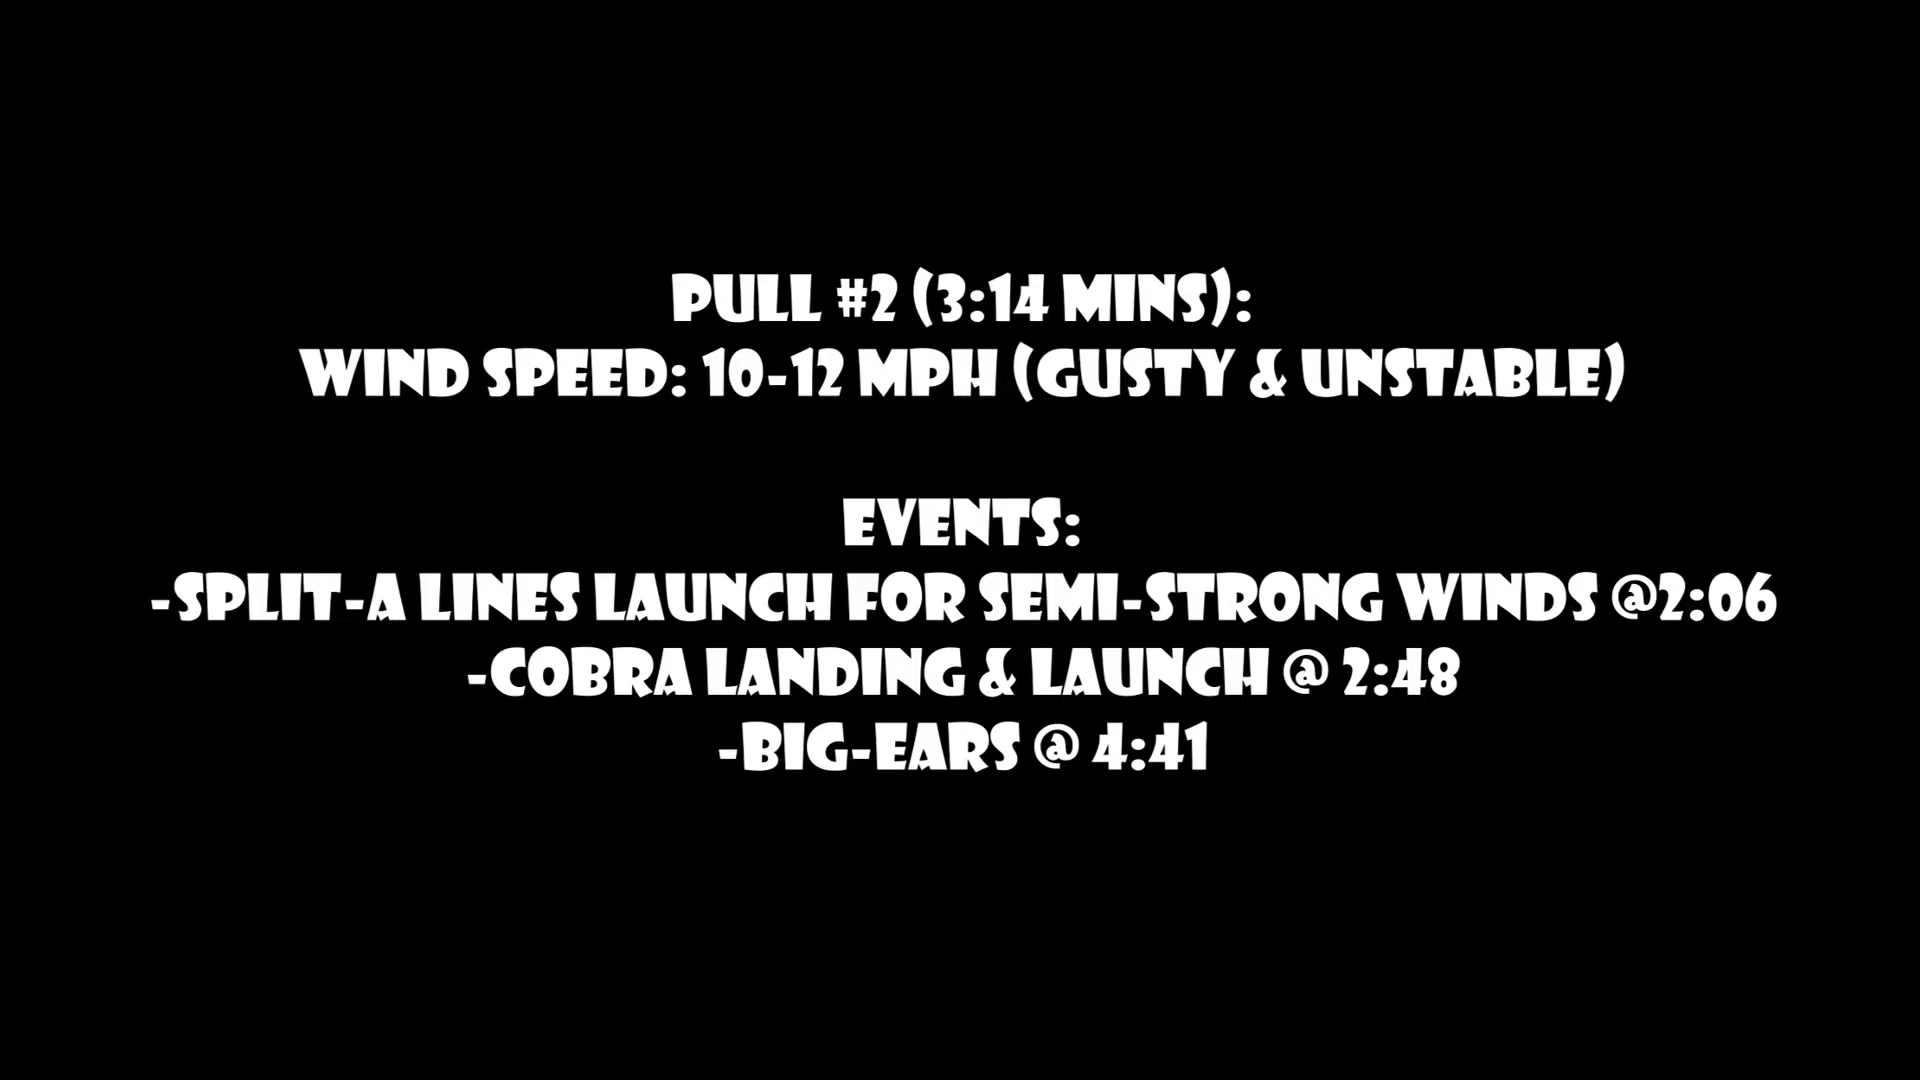 PULL #2 (3:14 MINS):
WIND SPEED: 10-12 MPH (GUSTY & UNSTABLE)
EVENTS:
-SPLIT-A LINES LAUNCH FOR SEMI-STRONG WINDS @2:06
-COBRA LANDING & LAUNCH @ 2:48
-BIG-EARS @ 4:41